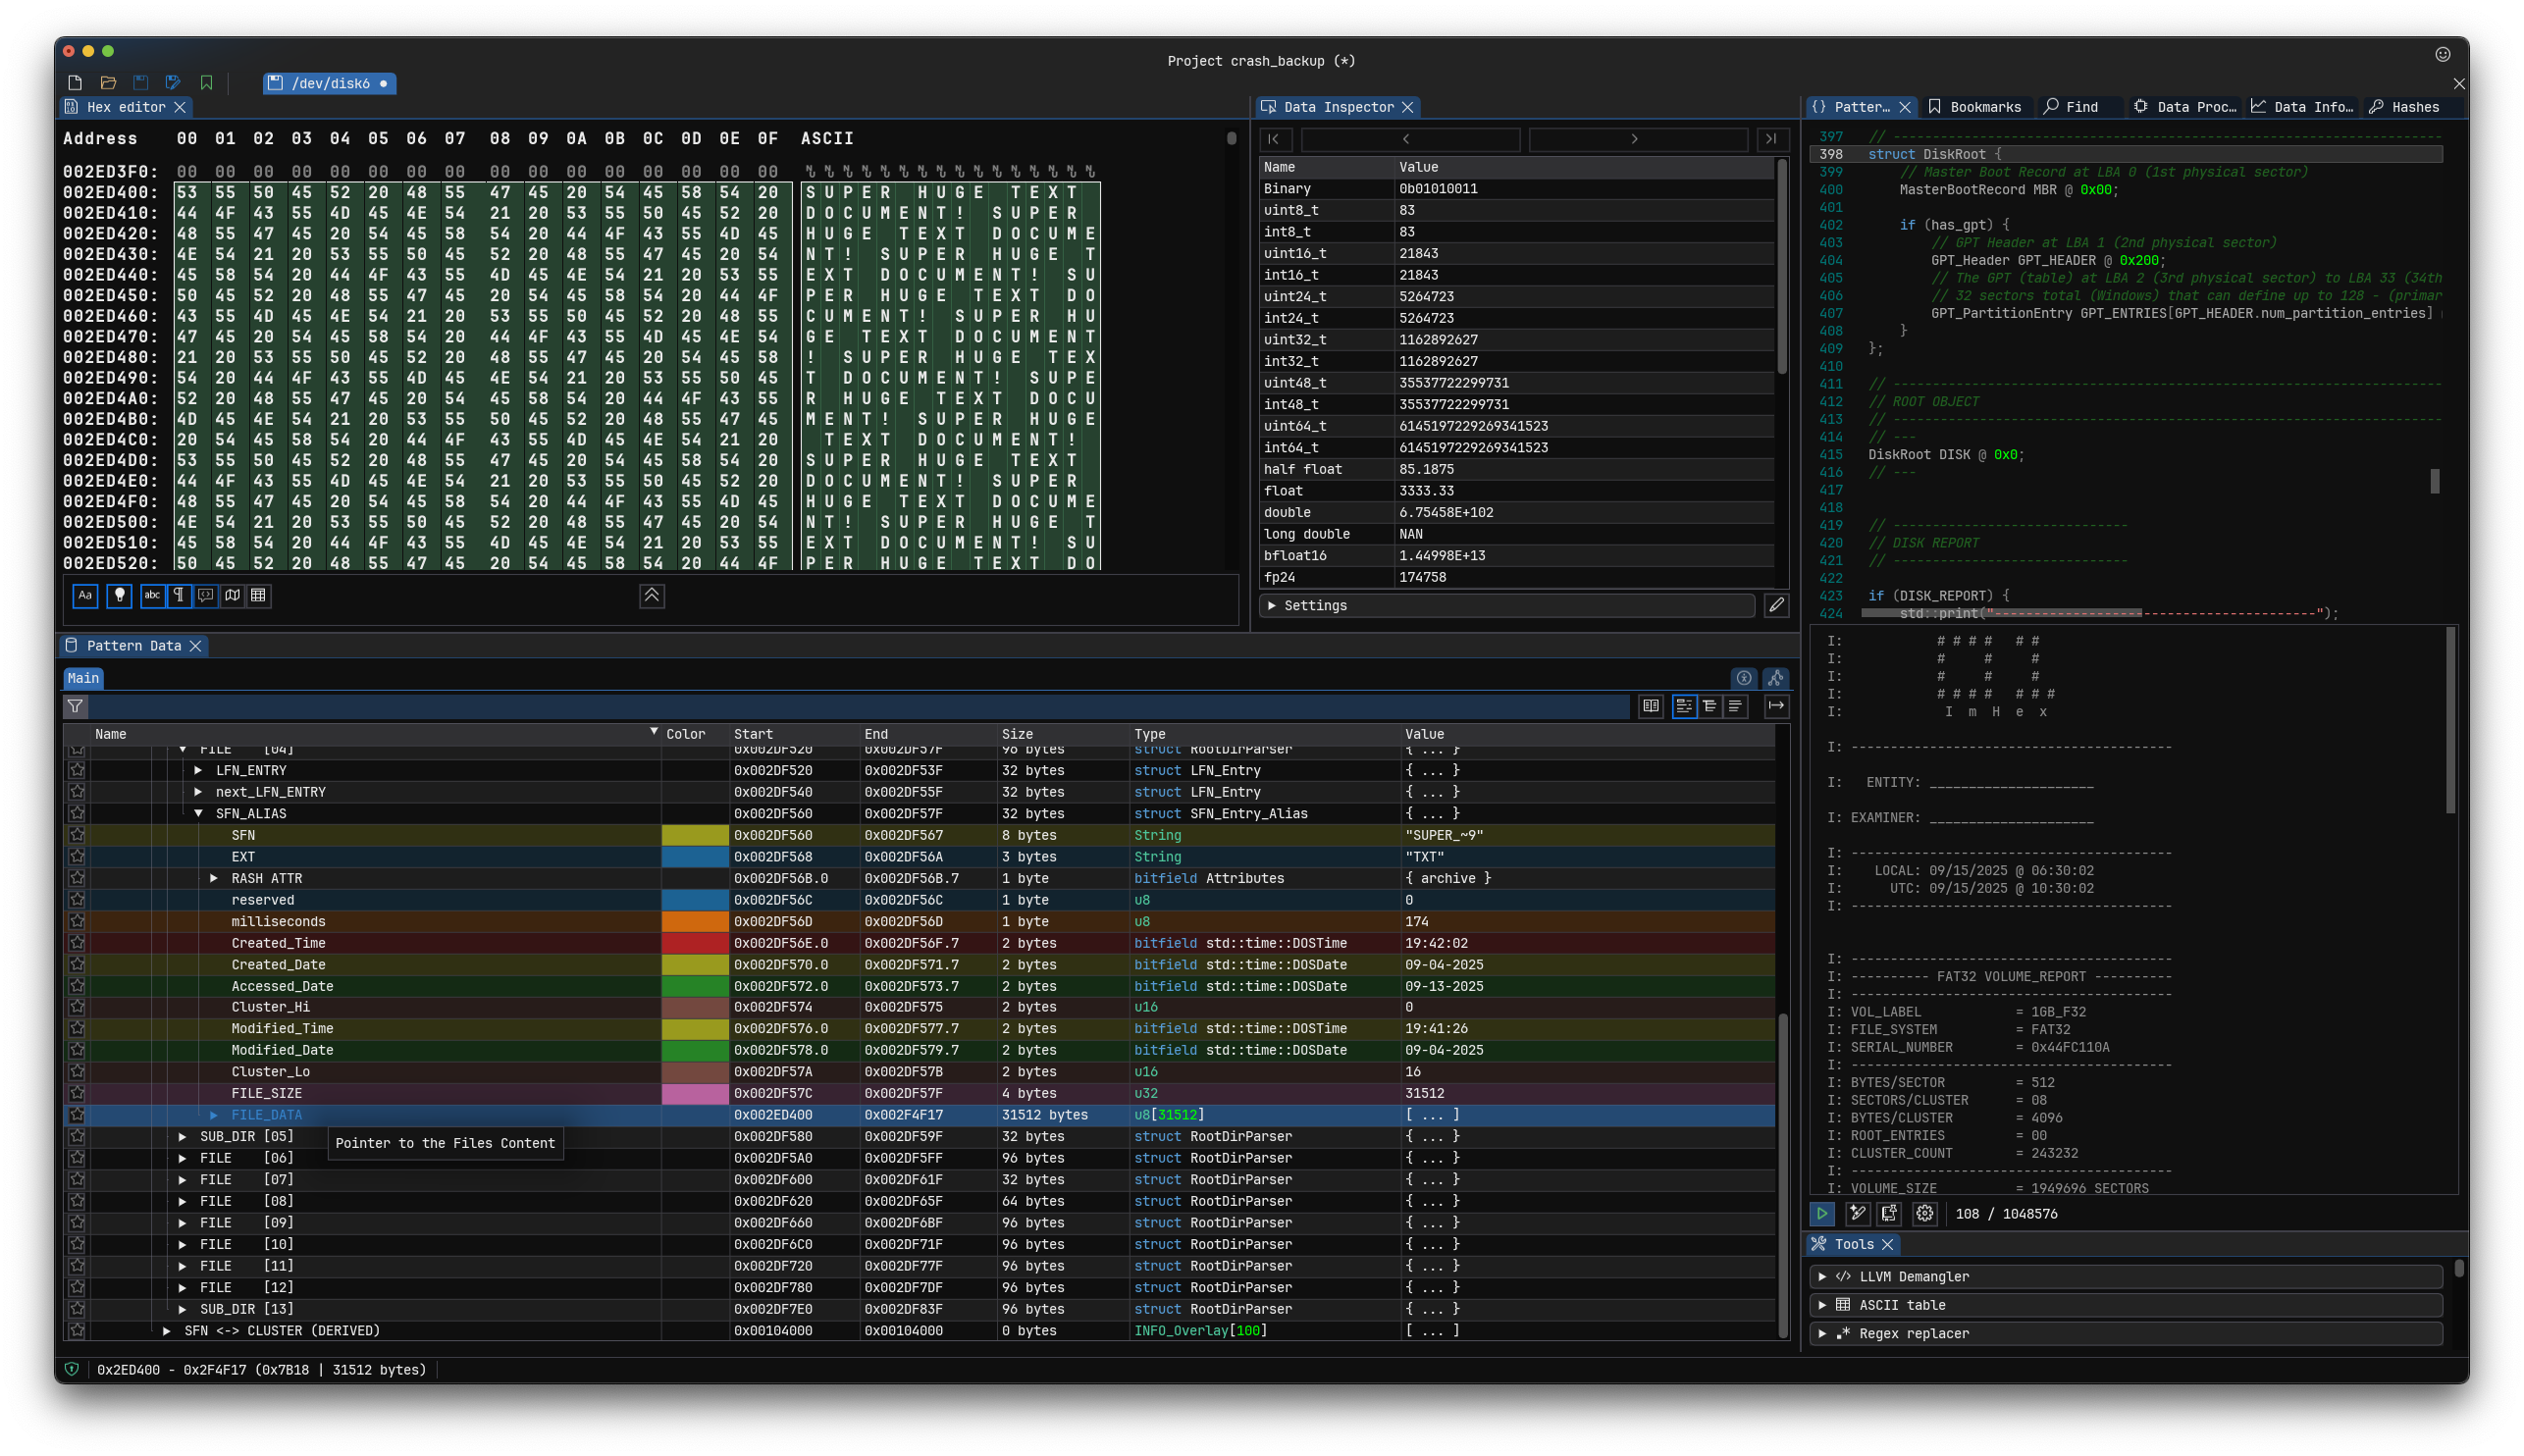 Project crash_backup (*)
/dev/disk6
Hex editor
Address 00 01 02 03 04 05 06 07 08 09 0A 0B 0C 0D 0E 0F ASCII
002ED3F0: 00 00 00 00 00 00 00 00 00 00 00 00 00 00 00 00
002ED400: 53 55 50 45 52 20 48 55 47 45 20 54 45 58 54 20 SUPER HUGE TEXT
002ED410: 44 4F 43 55 4D 45 4E 54 21 20 53 55 50 45 52 20 DOCUMENT! SUPER
002ED420: 48 55 47 45 20 54 45 58 54 20 44 4F 43 55 4D 45 HUGE TEXT DOCUME
002ED430: 4E 54 21 20 53 55 50 45 52 20 48 55 47 45 20 54 NT! SUPER HUGE T
002ED440: 45 58 54 20 44 4F 43 55 4D 45 4E 54 21 20 53 55 EXT DOCUMENT! SU
002ED450: 50 45 52 20 48 55 47 45 20 54 45 58 54 20 44 4F PER HUGE TEXT DO
002ED460: 43 55 4D 45 4E 54 21 20 53 55 50 45 52 20 48 55 CUMENT! SUPER HU
002ED470: 47 45 20 54 45 58 54 20 44 4F 43 55 4D 45 4E 54 GE TEXT DOCUMENT
002ED480: 21 20 53 55 50 45 52 20 48 55 47 45 20 54 45 58 ! SUPER HUGE TEX
002ED490: 54 20 44 4F 43 55 4D 45 4E 54 21 20 53 55 50 45 T DOCUMENT! SUPE
002ED4A0: 52 20 48 55 47 45 20 54 45 58 54 20 44 4F 43 55 R HUGE TEXT DOCU
002ED4B0: 4D 45 4E 54 21 20 53 55 50 45 52 20 48 55 47 45 MENT! SUPER HUGE
002ED4C0: 20 54 45 58 54 20 44 4F 43 55 4D 45 4E 54 21 20 TEXT DOCUMENT!
002ED4D0: 53 55 50 45 52 20 48 55 47 45 20 54 45 58 54 20 SUPER HUGE TEXT
002ED4E0: 44 4F 43 55 4D 45 4E 54 21 20 53 55 50 45 52 20 DOCUMENT! SUPER
002ED4F0: 48 55 47 45 20 54 45 58 54 20 44 4F 43 55 4D 45 HUGE TEXT DOCUME
002ED500: 4E 54 21 20 53 55 50 45 52 20 48 55 47 45 20 54 NT! SUPER HUGE T
002ED510: 45 58 54 20 44 4F 43 55 4D 45 4E 54 21 20 53 55 EXT DOCUMENT! SU
002ED520: 50 45 52 20 48 55 47 45 20 54 45 58 54 20 44 4F PER HUGE TEXT DO
Aa abc
Data Inspector
Name Value
Binary 0b01010011
uint8_t 83
int8_t 83
uint16_t 21843
int16_t 21843
uint24_t 5264723
int24_t 5264723
uint32_t 1162892627
int32_t 1162892627
uint48_t 35537722299731
int48_t 35537722299731
uint64_t 6145197229269341523
int64_t 6145197229269341523
half float 85.1875
float 3333.33
double 6.75458E+102
long double NAN
bfloat16 1.44998E+13
fp24 174758
Settings
Patter… Bookmarks Find Data Proc… Data Info… Hashes
397 // ----------------------------------------------------------------------
398 struct DiskRoot {
399 // Master Boot Record at LBA 0 (1st physical sector)
400 MasterBootRecord MBR @ 0x00;
401
402 if (has_gpt) {
403 // GPT Header at LBA 1 (2nd physical sector)
404 GPT_Header GPT_HEADER @ 0x200;
405 // The GPT (table) at LBA 2 (3rd physical sector) to LBA 33 (34th
406 // 32 sectors total (Windows) that can define up to 128 - (primar
407 GPT_PartitionEntry GPT_ENTRIES[GPT_HEADER.num_partition_entries]
408 }
409 };
410
411 // ----------------------------------------------------------------------
412 // ROOT OBJECT
413 // ----------------------------------------------------------------------
414 // ---
415 DiskRoot DISK @ 0x0;
416 // ---
417
418
419 // ------------------------------
420 // DISK REPORT
421 // ------------------------------
422
423 if (DISK_REPORT) {
424 std::print("-----------------------------------------");
I: # # # # # #
I: # # #
I: # # #
I: # # # # # # #
I: I m H e x
I: -----------------------------------------
I: ENTITY: _____________________
I: EXAMINER: _____________________
I: -----------------------------------------
I: LOCAL: 09/15/2025 @ 06:30:02
I: UTC: 09/15/2025 @ 10:30:02
I: -----------------------------------------
I: -----------------------------------------
I: ---------- FAT32 VOLUME_REPORT ----------
I: -----------------------------------------
I: VOL_LABEL = 1GB_F32
I: FILE_SYSTEM = FAT32
I: SERIAL_NUMBER = 0x44FC110A
I: -----------------------------------------
I: BYTES/SECTOR = 512
I: SECTORS/CLUSTER = 08
I: BYTES/CLUSTER = 4096
I: ROOT_ENTRIES = 00
I: CLUSTER_COUNT = 243232
I: -----------------------------------------
I: VOLUME_SIZE = 1949696 SECTORS
108 / 1048576
Tools
</> LLVM Demangler
ASCII table
.* Regex replacer
Pattern Data
Main
Name Color Start End Size Type Value
FILE [04] 0x002DF520 0x002DF57F 96 bytes struct RootDirParser { ... }
LFN_ENTRY 0x002DF520 0x002DF53F 32 bytes struct LFN_Entry { ... }
next_LFN_ENTRY 0x002DF540 0x002DF55F 32 bytes struct LFN_Entry { ... }
SFN_ALIAS 0x002DF560 0x002DF57F 32 bytes struct SFN_Entry_Alias { ... }
SFN 0x002DF560 0x002DF567 8 bytes String "SUPER_~9"
EXT 0x002DF568 0x002DF56A 3 bytes String "TXT"
RASH ATTR 0x002DF56B.0 0x002DF56B.7 1 byte bitfield Attributes { archive }
reserved 0x002DF56C 0x002DF56C 1 byte u8 0
milliseconds 0x002DF56D 0x002DF56D 1 byte u8 174
Created_Time 0x002DF56E.0 0x002DF56F.7 2 bytes bitfield std::time::DOSTime 19:42:02
Created_Date 0x002DF570.0 0x002DF571.7 2 bytes bitfield std::time::DOSDate 09-04-2025
Accessed_Date 0x002DF572.0 0x002DF573.7 2 bytes bitfield std::time::DOSDate 09-13-2025
Cluster_Hi 0x002DF574 0x002DF575 2 bytes u16 0
Modified_Time 0x002DF576.0 0x002DF577.7 2 bytes bitfield std::time::DOSTime 19:41:26
Modified_Date 0x002DF578.0 0x002DF579.7 2 bytes bitfield std::time::DOSDate 09-04-2025
Cluster_Lo 0x002DF57A 0x002DF57B 2 bytes u16 16
FILE_SIZE 0x002DF57C 0x002DF57F 4 bytes u32 31512
FILE_DATA 0x002ED400 0x002F4F17 31512 bytes u8[31512] [ ... ]
SUB_DIR [05] 0x002DF580 0x002DF59F 32 bytes struct RootDirParser { ... }
Pointer to the Files Content
FILE [06] 0x002DF5A0 0x002DF5FF 96 bytes struct RootDirParser { ... }
FILE [07] 0x002DF600 0x002DF61F 32 bytes struct RootDirParser { ... }
FILE [08] 0x002DF620 0x002DF65F 64 bytes struct RootDirParser { ... }
FILE [09] 0x002DF660 0x002DF6BF 96 bytes struct RootDirParser { ... }
FILE [10] 0x002DF6C0 0x002DF71F 96 bytes struct RootDirParser { ... }
FILE [11] 0x002DF720 0x002DF77F 96 bytes struct RootDirParser { ... }
FILE [12] 0x002DF780 0x002DF7DF 96 bytes struct RootDirParser { ... }
SUB_DIR [13] 0x002DF7E0 0x002DF83F 96 bytes struct RootDirParser { ... }
SFN <-> CLUSTER (DERIVED) 0x00104000 0x00104000 0 bytes INFO_Overlay[100] [ ... ]
0x2ED400 - 0x2F4F17 (0x7B18 | 31512 bytes)